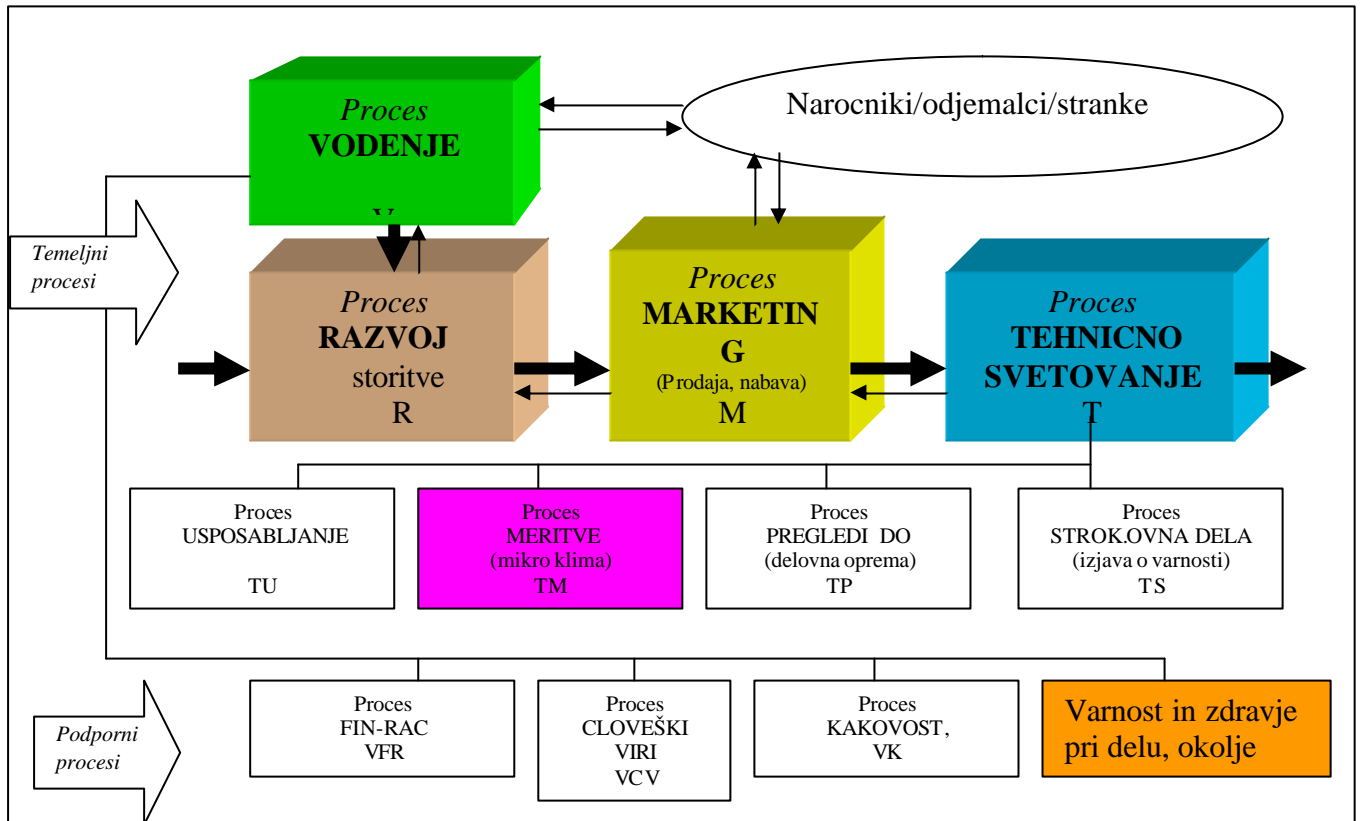 Proces
VODENJE
Narocniki/odjemalci/stranke
Temeljni
procesi
Proces
RAZVOJ
storitve
R
Proces
MARKETIN
G
(Prodaja, nabava)
M
Proces
TEHNICNO
SVETOVANJE
T
Proces
USPOSABLJANJE
TU
Proces
MERITVE
(mikro klima)
TM
Proces
PREGLEDI DO
(delovna oprema)
TP
Proces
STROK.OVNA DELA
(izjava o varnosti)
TS
Podporni
procesi
Proces
FIN-RAC
VFR
Proces
CLOVEŠKI
VIRI
VCV
Proces
KAKOVOST,
VK
Varnost in zdravje
pri delu, okolje